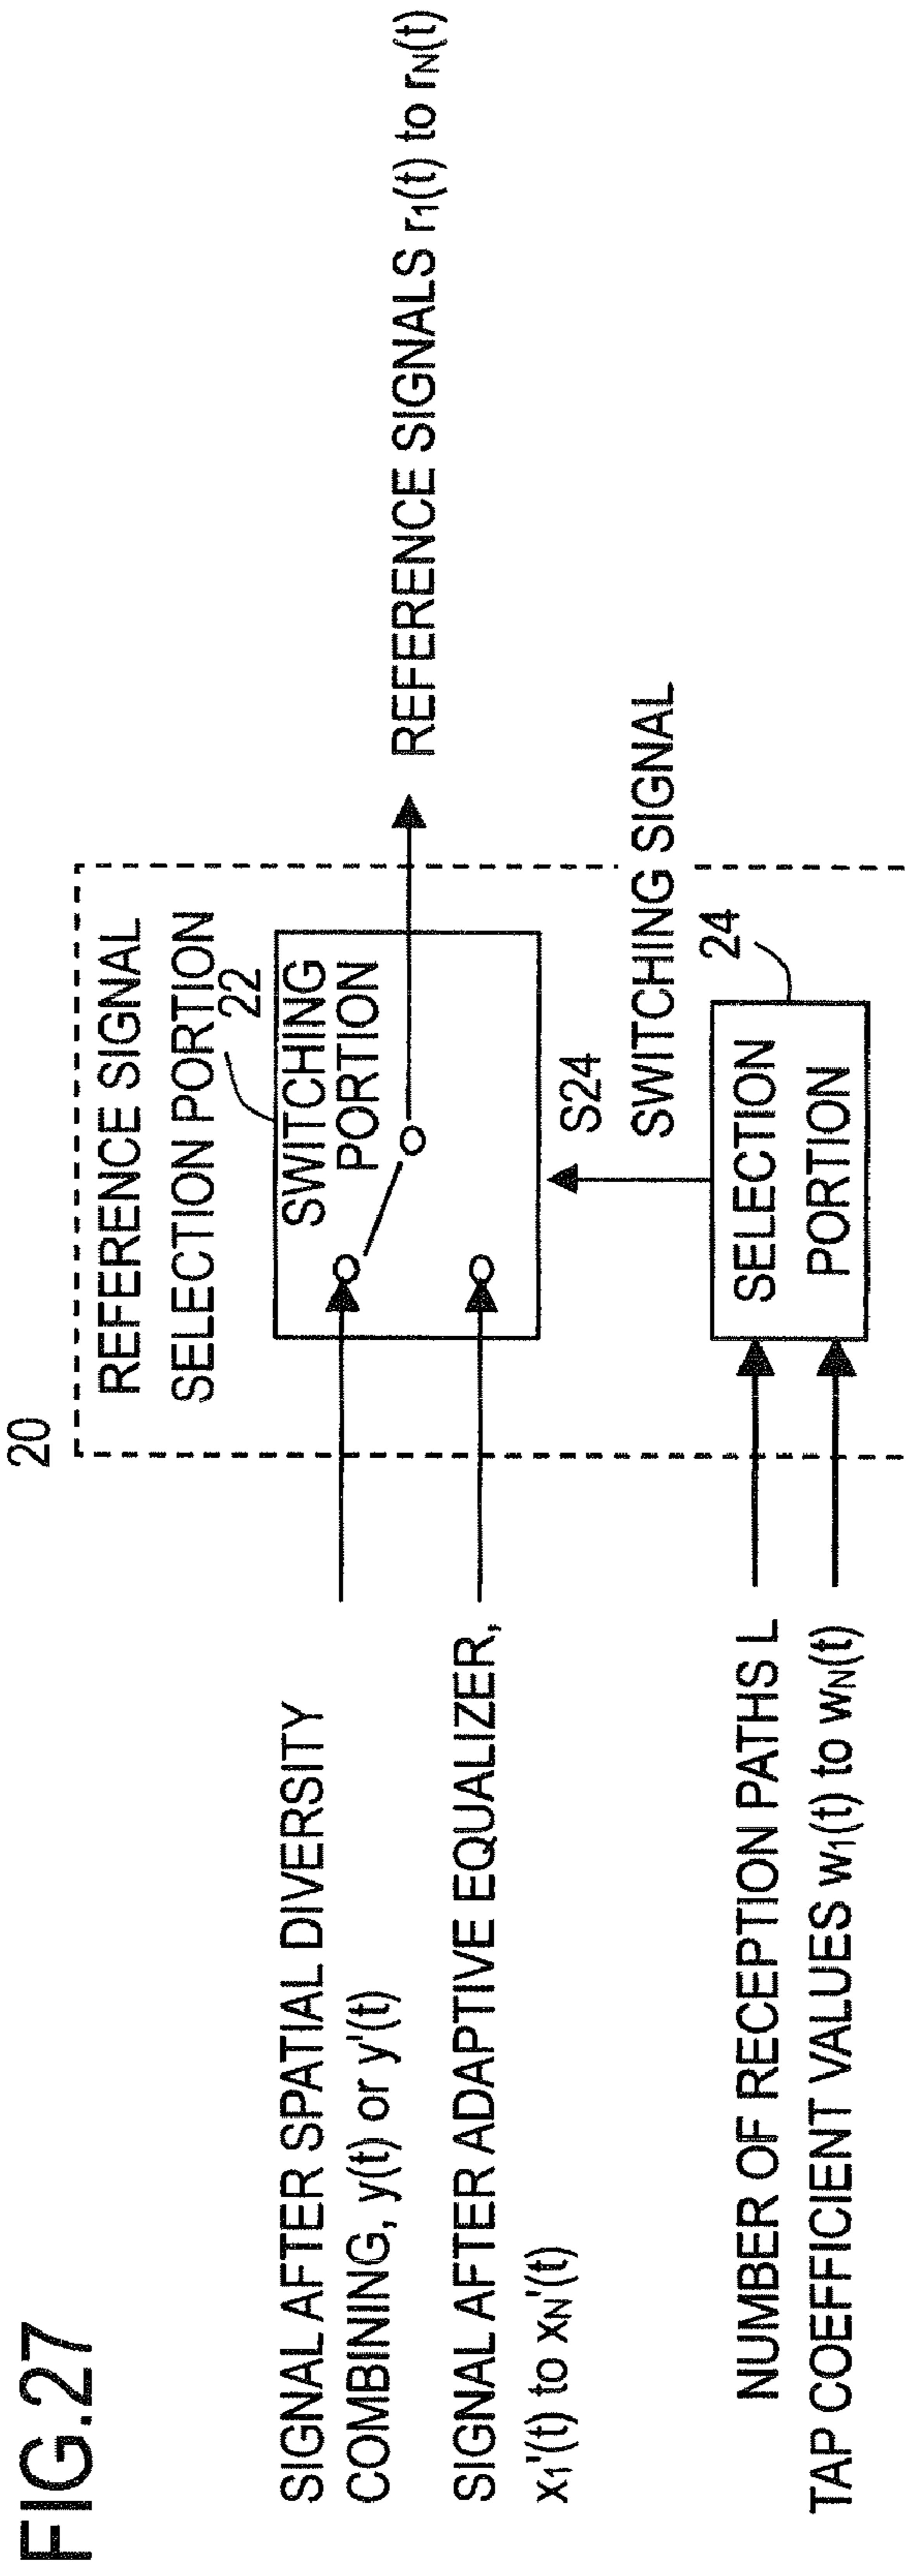 FIG.27
20
REFERENCE SIGNAL
SELECTION PORTION
22
SWITCHING
PORTION
SIGNAL AFTER SPATIAL DIVERSITY
COMBINING, y(t) or y'(t)
SIGNAL AFTER ADAPTIVE EQUALIZER,
x1'(t) to xN'(t)
REFERENCE SIGNALS r1(t) to rN(t)
S24
SWITCHING SIGNAL
24
SELECTION
PORTION
NUMBER OF RECEPTION PATHS L
TAP COEFFICIENT VALUES w1(t) to wN(t)